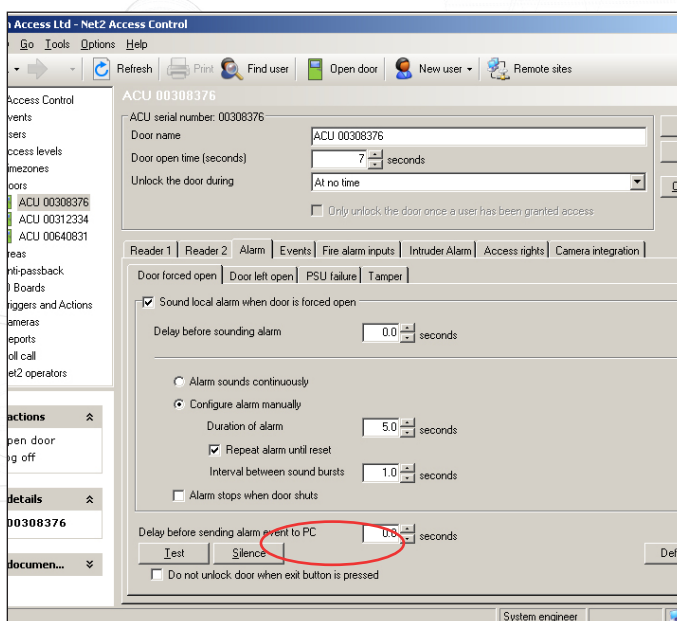 Access Ltd - Net2 Access Control
Go Tools Options Help
Refresh Print Find user Open door New user Remote sites
Access Control
vents
sers
ccess levels
imezones
oors
ACU 00308376
ACU 00312334
ACU 00640831
reas
nti-passback
Boards
riggers and Actions
ameras
eports
oll call
et2 operators
actions
pen door
og off
details
00308376
documen...
ACU 00308376
ACU serial number: 00308376
Door name ACU 00308376
Door open time (seconds) 7 seconds
Unlock the door during At no time
Only unlock the door once a user has been granted access
Reader 1 Reader 2 Alarm Events Fire alarm inputs Intruder Alarm Access rights Camera integration
Door forced open Door left open PSU failure Tamper
Sound local alarm when door is forced open
Delay before sounding alarm 0.0 seconds
Alarm sounds continuously
Configure alarm manually
Duration of alarm 5.0 seconds
Repeat alarm until reset
Interval between sound bursts 1.0 seconds
Alarm stops when door shuts
Delay before sending alarm event to PC 0.0 seconds
Test Silence Def
Do not unlock door when exit button is pressed
System engineer